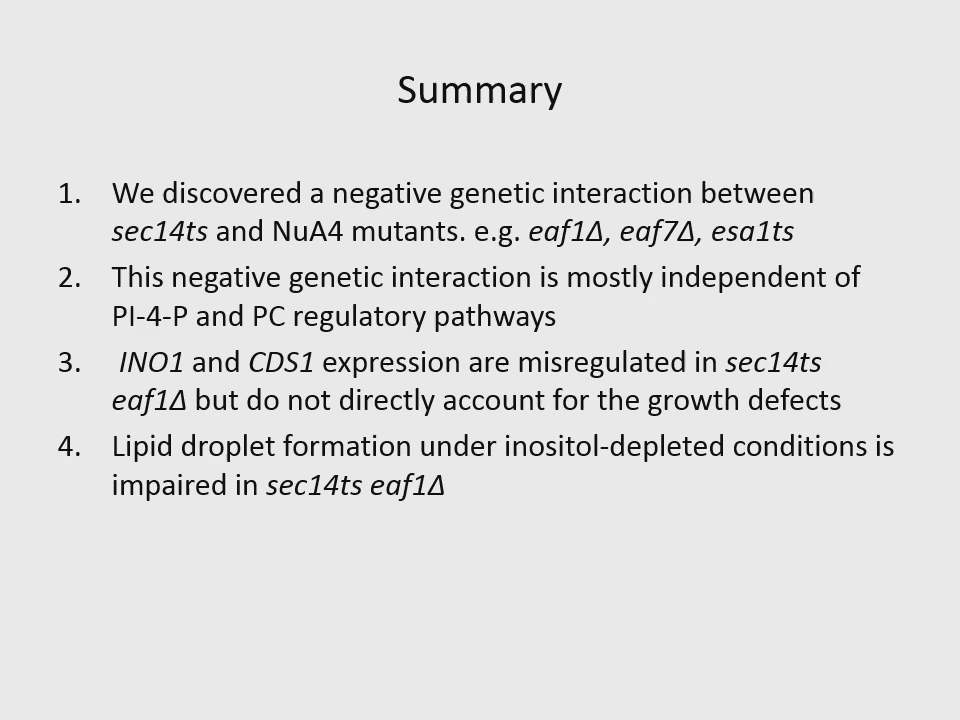 Summary
1. We discovered a negative genetic interaction between
sec14ts and NuA4 mutants. e.g. eaf1Δ, eaf7Δ, esa1ts
2. This negative genetic interaction is mostly independent of
PI-4-P and PC regulatory pathways
3. INO1 and CDS1 expression are misregulated in sec14ts
eaf1Δ but do not directly account for the growth defects
4. Lipid droplet formation under inositol-depleted conditions is
impaired in sec14ts eaf1Δ